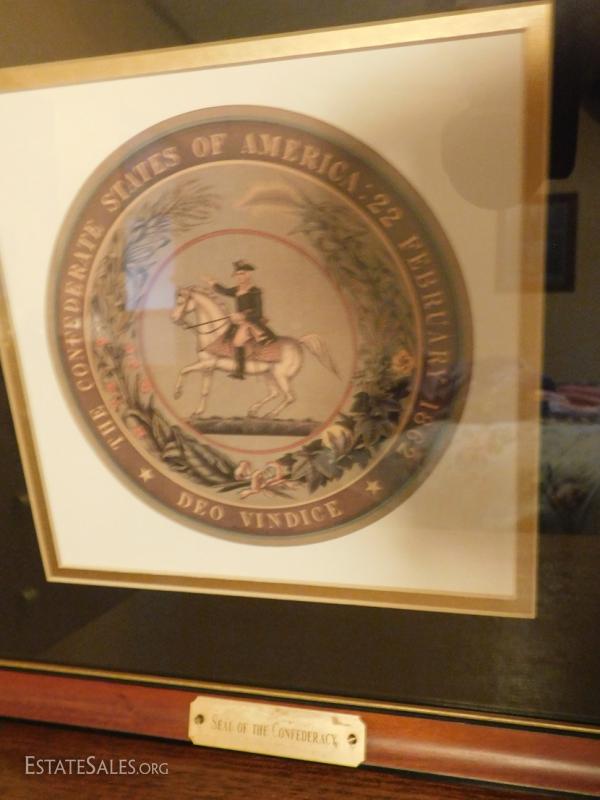 THE CONFEDERATE STATES OF AMERICA: 22 FEBRUARY 1862
DEO VINDICE
SEAL OF THE CONFEDERACY
ESTATESALES.ORG